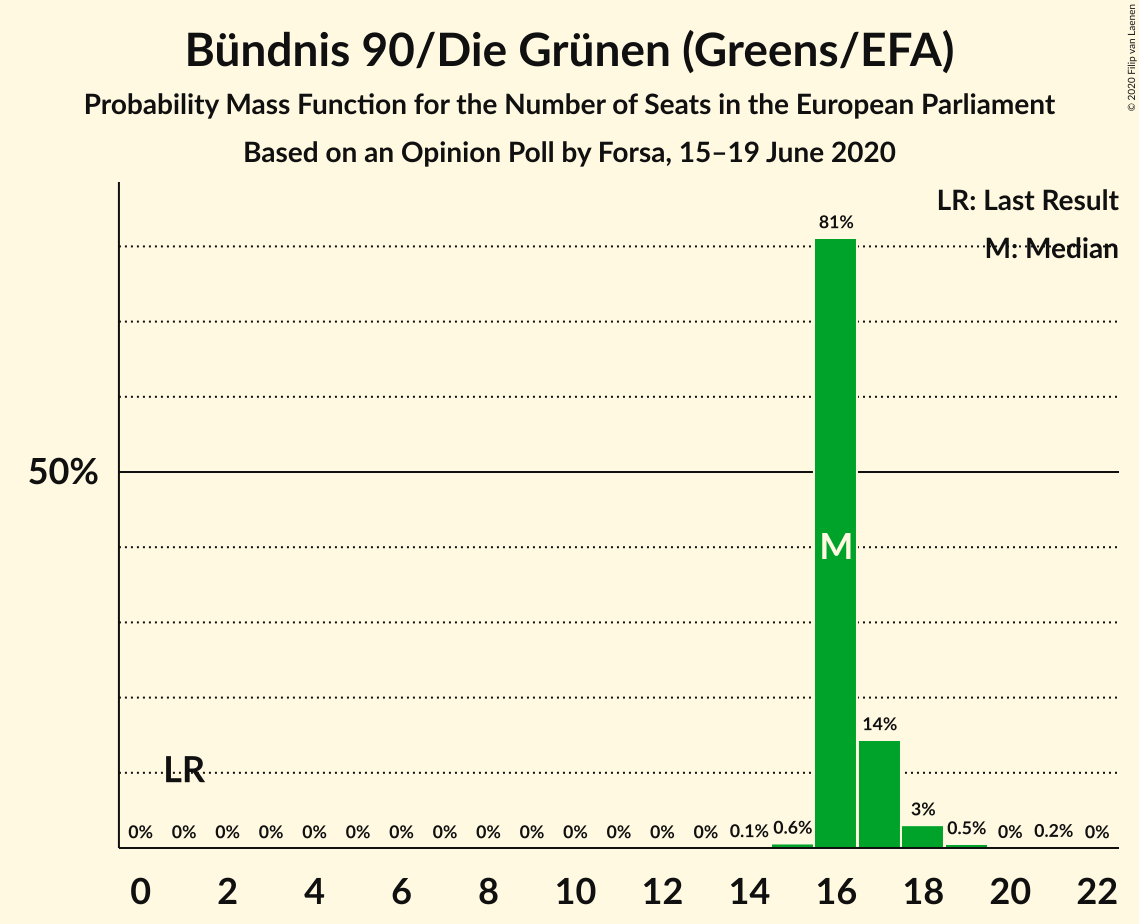 Bündnis 90/Die Grünen (Greens/EFA)
Probability Mass Function for the Number of Seats in the European Parliament
Based on an Opinion Poll by Forsa, 15–19 June 2020
© 2020 Filip van Laenen
LR: Last Result
M: Median
81%
50%
M
14%
LR
3%
0% 0% 0% 0% 0% 0% 0% 0% 0% 0% 0% 0% 0% 0% 0.1% 0.6% 0.5% 0% 0.2% 0%
0 2 4 6 8 10 12 14 16 18 20 22